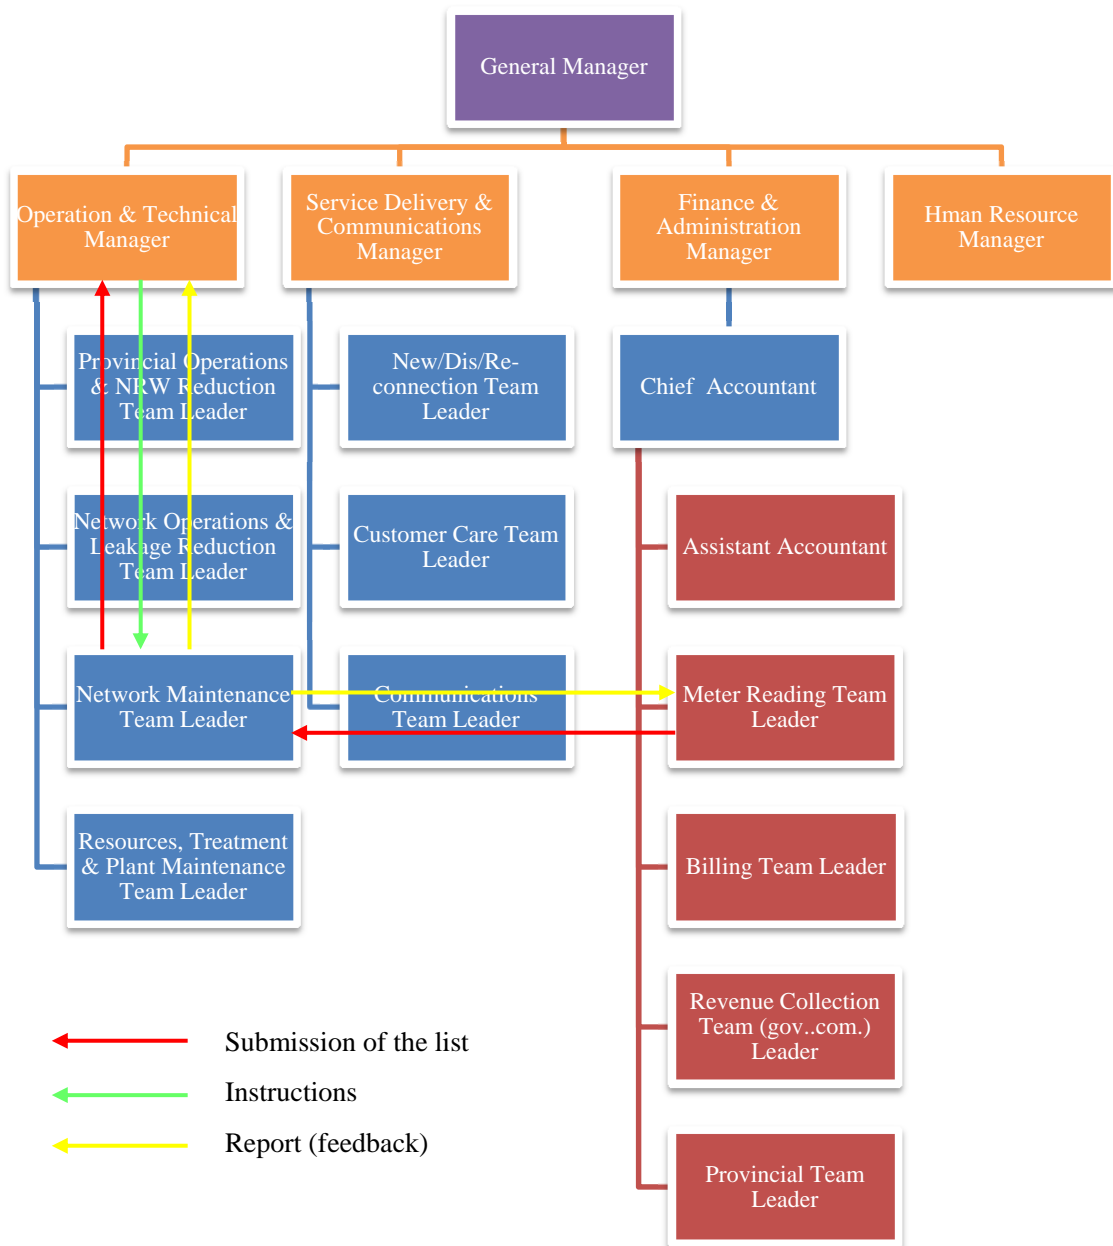 General Manager
Operation & Technical
Manager
Service Delivery &
Communications
Manager
Finance &
Administration
Manager
Hman Resource
Manager
Provincial Operations
& NRW Reduction
Team Leader
New/Dis/Re-
connection Team
Leader
Chief  Accountant
Network Operations &
Leakage Reduction
Team Leader
Customer Care Team
Leader
Assistant Accountant
Network Maintenance
Team Leader
Communications
Team Leader
Meter Reading Team
Leader
Resources, Treatment
& Plant Maintenance
Team Leader
Billing Team Leader
Revenue Collection
Team (gov..com.)
Leader
Provincial Team
Leader
Submission of the list
Instructions
Report (feedback)